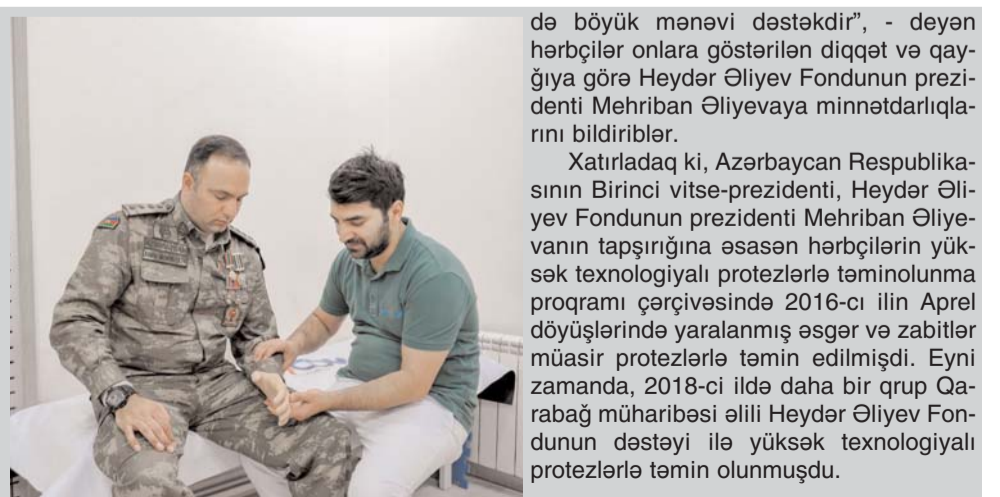 də böyük mənəvi dəstəkdir”, - deyən
hərbçilər onlara göstərilən diqqət və qay-
ğıya görə Heydər Əliyev Fondunun prezi-
denti Mehriban Əliyevaya minnətdarlıqla-
rını bildiriblər.
Xatırladaq ki, Azərbaycan Respublika-
sının Birinci vitse-prezidenti, Heydər Əli-
yev Fondunun prezidenti Mehriban Əliye-
vanın tapşırığına əsasən hərbçilərin yük-
sək texnologiyalı protezlərlə təminolunma
proqramı çərçivəsində 2016-cı ilin Aprel
döyüşlərində yaralanmış əsgər və zabitlər
müasir protezlərlə təmin edilmişdi. Eyni
zamanda, 2018-ci ildə daha bir qrup Qa-
rabağ müharibəsi əlili Heydər Əliyev Fon-
dunun dəstəyi ilə yüksək texnologiyalı
protezlərlə təmin olunmuşdu.